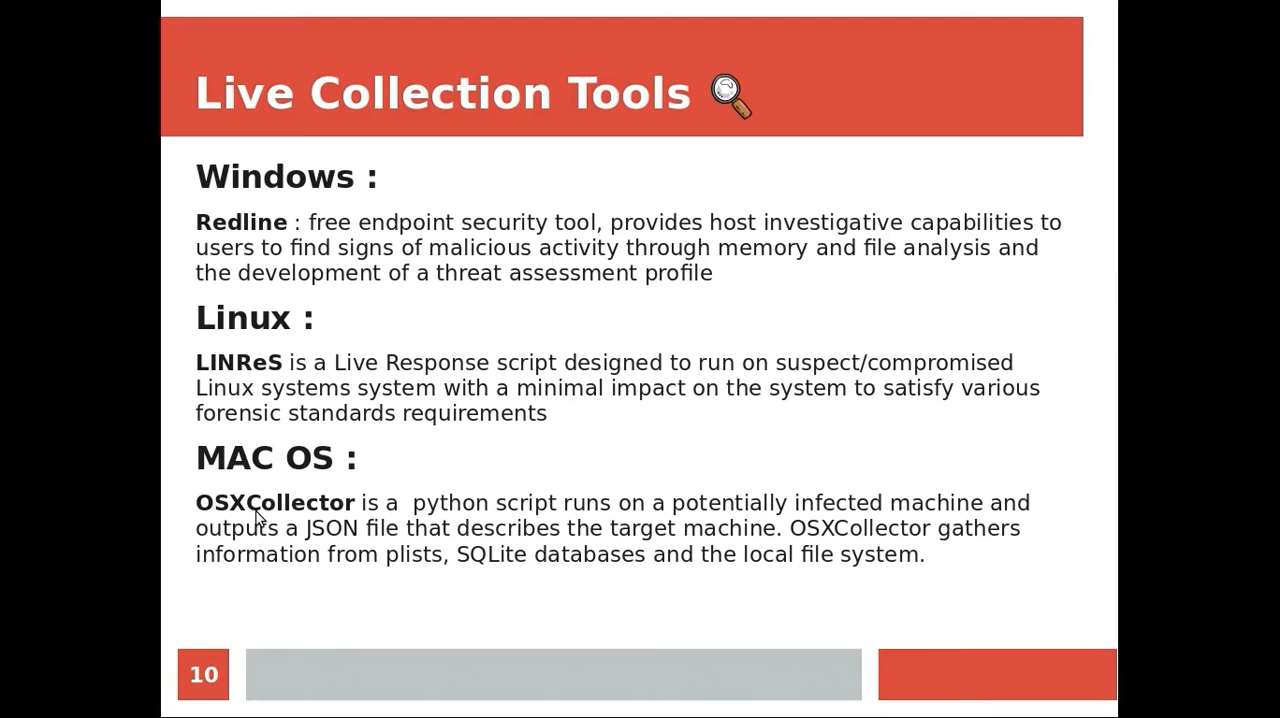 Live Collection Tools
Windows :
Redline : free endpoint security tool, provides host investigative capabilities to
users to find signs of malicious activity through memory and file analysis and
the development of a threat assessment profile
Linux :
LINReS is a Live Response script designed to run on suspect/compromised
Linux systems system with a minimal impact on the system to satisfy various
forensic standards requirements
MAC OS :
OSXCollector is a  python script runs on a potentially infected machine and
outputs a JSON file that describes the target machine. OSXCollector gathers
information from plists, SQLite databases and the local file system.
10